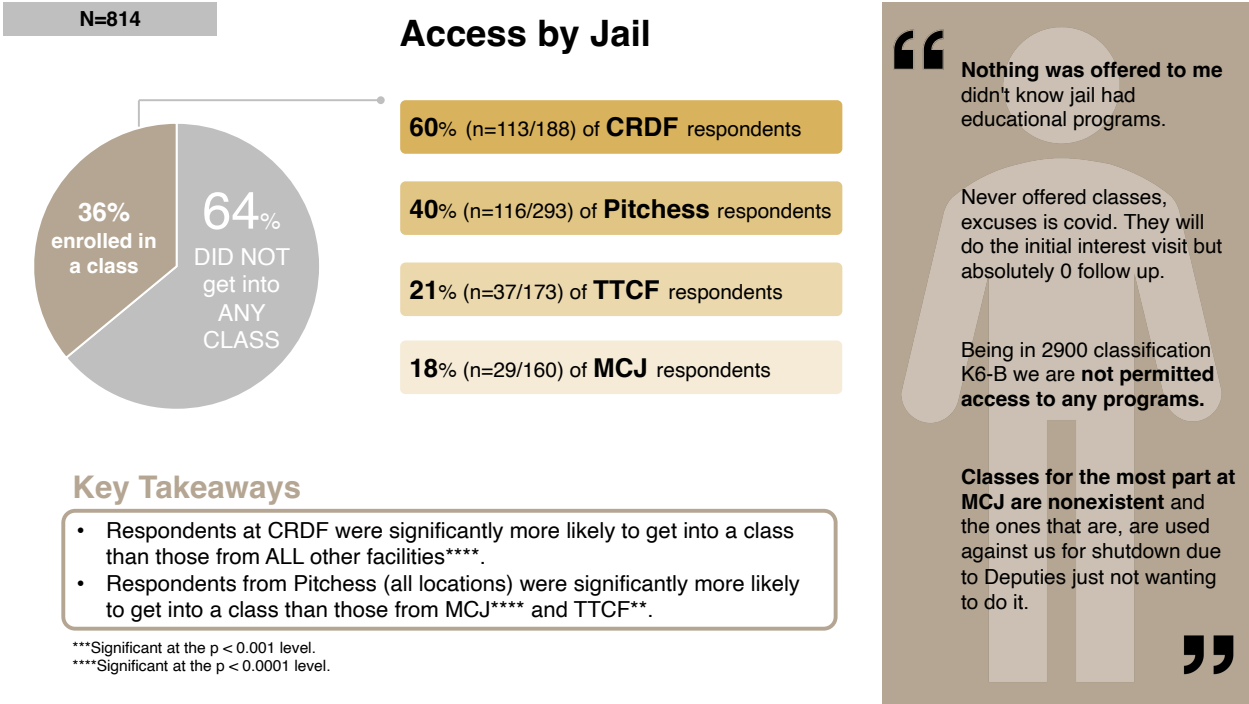 N=814
Access by Jail
36%
enrolled in
a class
64%
DID NOT
get into
ANY
CLASS
60% (n=113/188) of CRDF respondents
40% (n=116/293) of Pitchess respondents
21% (n=37/173) of TTCF respondents
18% (n=29/160) of MCJ respondents
Key Takeaways
• Respondents at CRDF were significantly more likely to get into a class
than those from ALL other facilities****.
• Respondents from Pitchess (all locations) were significantly more likely
to get into a class than those from MCJ**** and TTCF**.
***Significant at the p < 0.001 level.
****Significant at the p < 0.0001 level.
“
Nothing was offered to me
didn't know jail had
educational programs.
Never offered classes,
excuses is covid. They will
do the initial interest visit but
absolutely 0 follow up.
Being in 2900 classification
K6-B we are not permitted
access to any programs.
Classes for the most part at
MCJ are nonexistent and
the ones that are, are used
against us for shutdown due
to Deputies just not wanting
to do it.
”